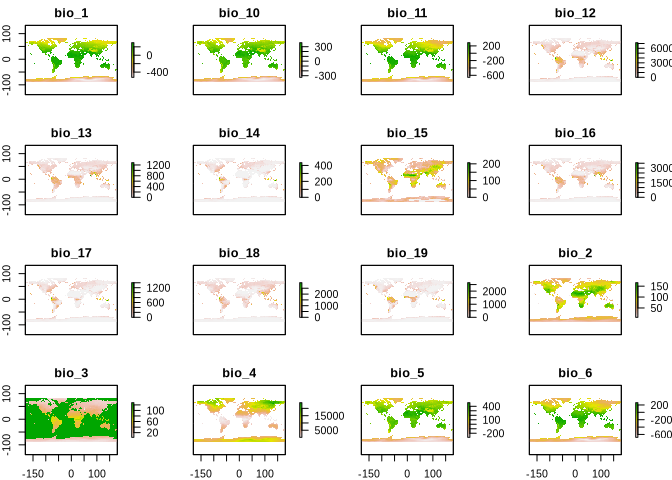 bio_1 bio_10 bio_11 bio_12
100 0 -100 0 -400 300 0 -300 200 -200 -600 6000 3000 0
bio_13 bio_14 bio_15 bio_16
100 0 -100 1200 800 400 0 400 200 0 200 100 0 3500 1500 0
bio_17 bio_18 bio_19 bio_2
100 0 -100 1200 600 0 2000 1000 0 2000 1000 0 150 100 50
bio_3 bio_4 bio_5 bio_6
100 0 -100 100 60 20 15000 5000 400 200 0 -200 200 -200 -600
-150 0 100 -150 0 100 -150 0 100 -150 0 100